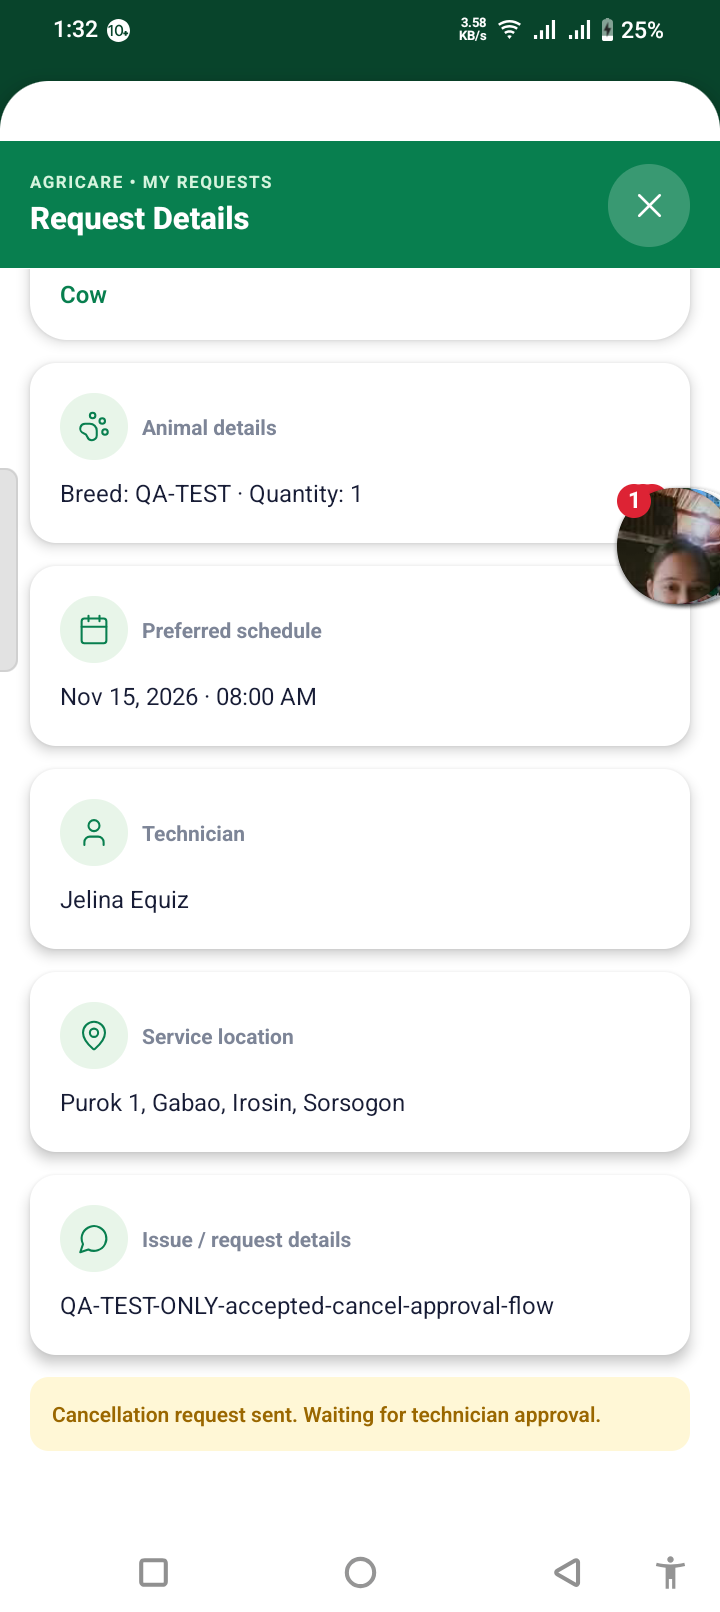 1:32
10
3.58
KB/s
25%
AGRICARE • MY REQUESTS
Request Details
Cow
Animal details
Breed: QA-TEST · Quantity: 1
1
Preferred schedule
Nov 15, 2026 · 08:00 AM
Technician
Jelina Equiz
Service location
Purok 1, Gabao, Irosin, Sorsogon
Issue / request details
QA-TEST-ONLY-accepted-cancel-approval-flow
Cancellation request sent. Waiting for technician approval.